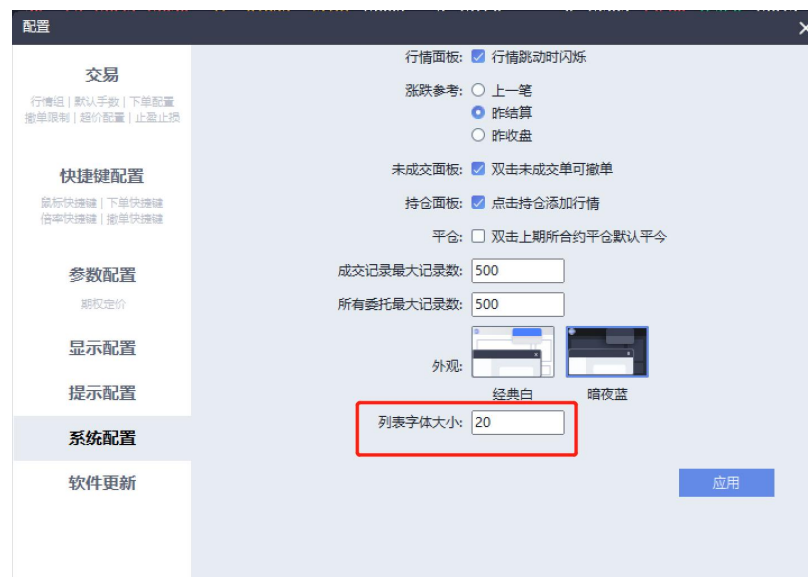 配置
交易
行情组 | 默认手数 | 下单配置
撤单限制 | 超价配置 | 止盈止损
快捷键配置
鼠标快捷键 | 下单快捷键
倍率快捷键 | 撤单快捷键
参数配置
期权定价
显示配置
提示配置
系统配置
软件更新
行情面板: 行情跳动时闪烁
涨跌参考: 上一笔
昨结算
昨收盘
未成交面板: 双击未成交单可撤单
持仓面板: 点击持仓添加行情
平仓: 双击上期所合约平仓默认平今
成交记录最大记录数: 500
所有委托最大记录数: 500
外观:
经典白 暗夜蓝
列表字体大小: 20
应用